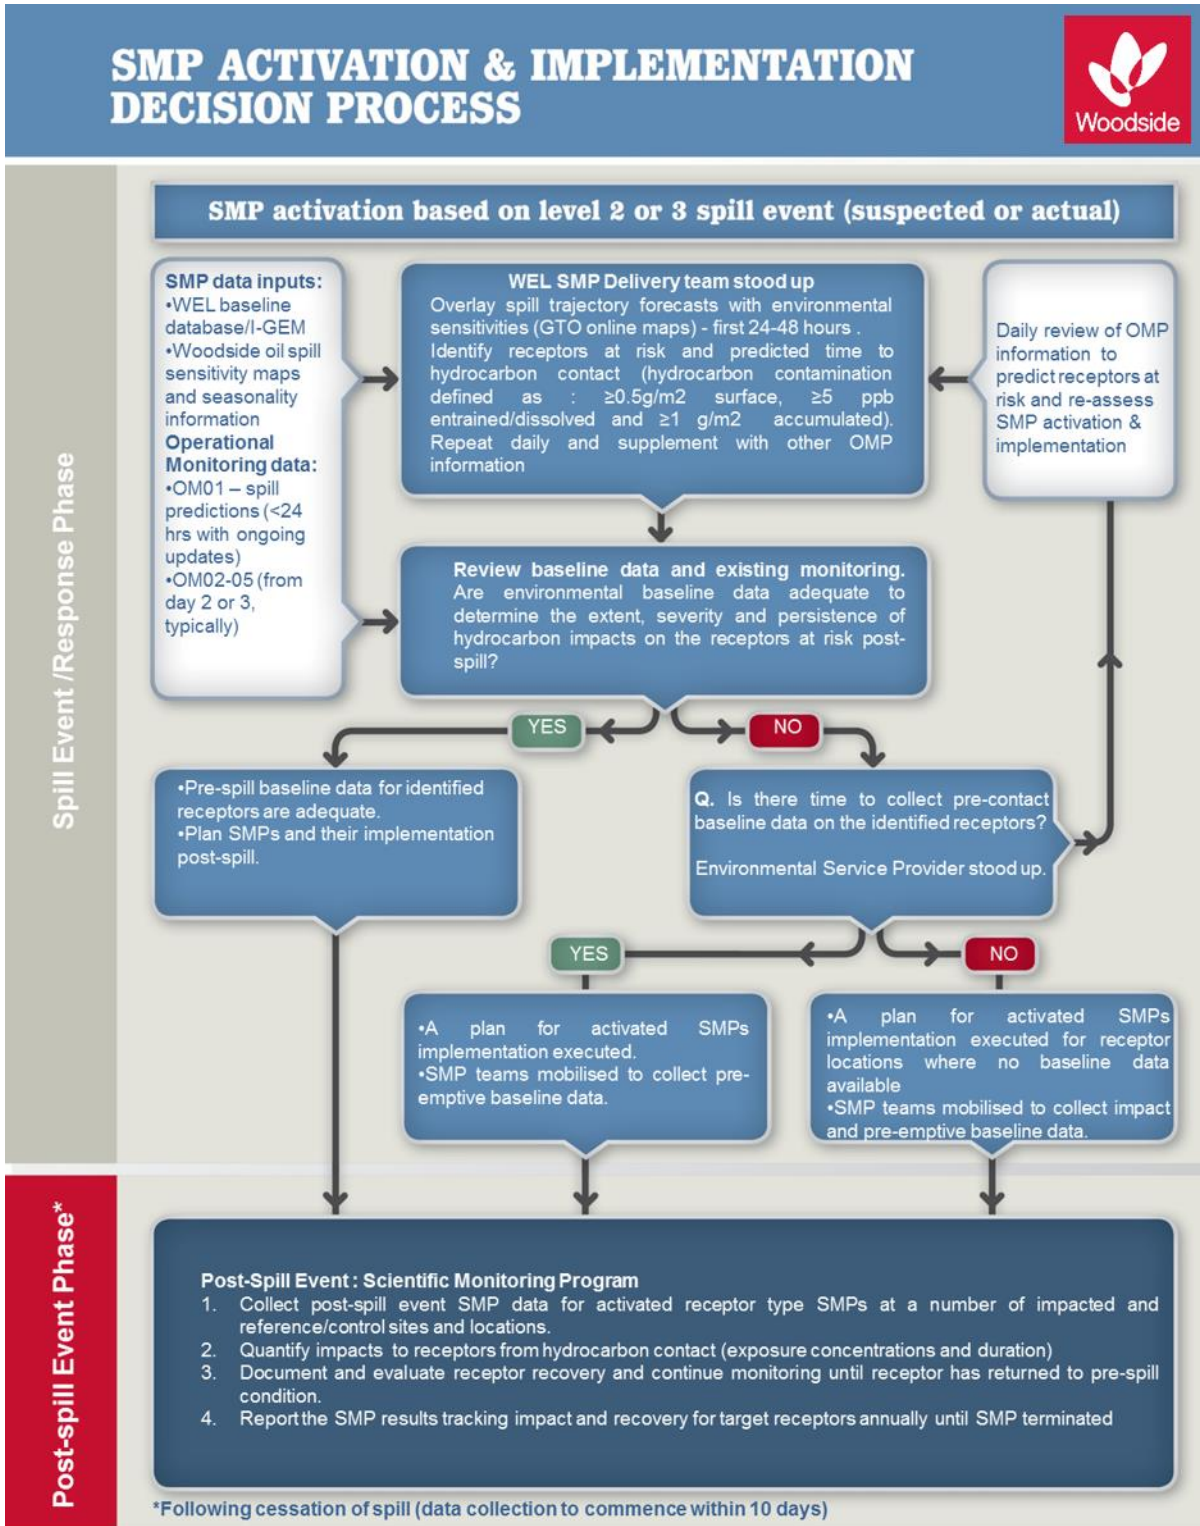 SMP ACTIVATION & IMPLEMENTATION
DECISION PROCESS
Woodside
SMP activation based on level 2 or 3 spill event (suspected or actual)
Spill Event /Response Phase
SMP data inputs:
•WEL baseline
database/I-GEM
•Woodside oil spill
sensitivity maps
and seasonality
information
Operational
Monitoring data:
•OM01 – spill
predictions (<24
hrs with ongoing
updates)
•OM02-05 (from
day 2 or 3,
typically)
WEL SMP Delivery team stood up
Overlay spill trajectory forecasts with environmental
sensitivities (GTO online maps) - first 24-48 hours .
Identify receptors at risk and predicted time to
hydrocarbon contact (hydrocarbon contamination
defined as : ≥0.5g/m2 surface, ≥5 ppb
entrained/dissolved and ≥1 g/m2 accumulated).
Repeat daily and supplement with other OMP
information
Daily review of OMP
information to
predict receptors at
risk and re-assess
SMP activation &
implementation
Review baseline data and existing monitoring.
Are environmental baseline data adequate to
determine the extent, severity and persistence of
hydrocarbon impacts on the receptors at risk post-
spill?
YES
NO
•Pre-spill baseline data for identified
receptors are adequate.
•Plan SMPs and their implementation
post-spill.
Q. Is there time to collect pre-contact
baseline data on the identified receptors?
Environmental Service Provider stood up.
YES
NO
•A plan for activated SMPs
implementation executed.
•SMP teams mobilised to collect pre-
emptive baseline data.
•A plan for activated SMPs
implementation executed for receptor
locations where no baseline data
available
•SMP teams mobilised to collect impact
and pre-emptive baseline data.
Post-spill Event Phase*
Post-Spill Event : Scientific Monitoring Program
1. Collect post-spill event SMP data for activated receptor type SMPs at a number of impacted and
reference/control sites and locations.
2. Quantify impacts to receptors from hydrocarbon contact (exposure concentrations and duration)
3. Document and evaluate receptor recovery and continue monitoring until receptor has returned to pre-spill
condition.
4. Report the SMP results tracking impact and recovery for target receptors annually until SMP terminated
*Following cessation of spill (data collection to commence within 10 days)